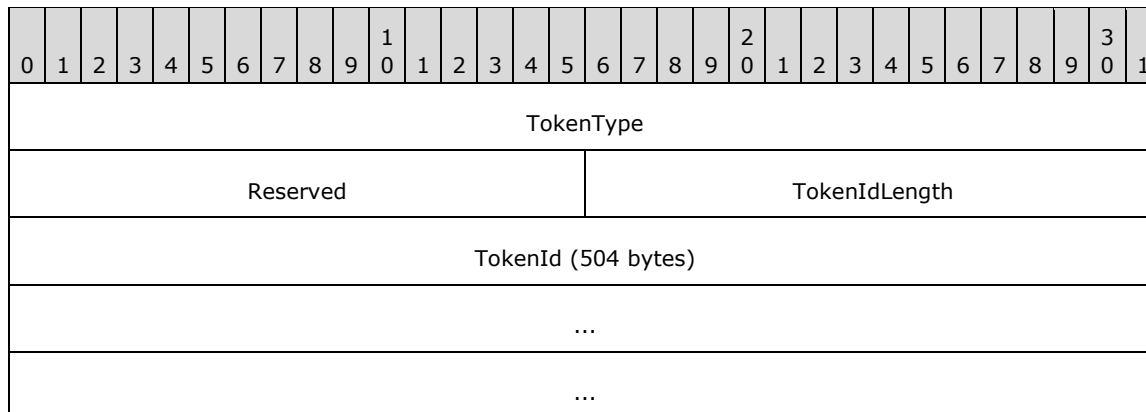 1 2 3
0 1 2 3 4 5 6 7 8 9 0 1 2 3 4 5 6 7 8 9 0 1 2 3 4 5 6 7 8 9 0 1
TokenType
Reserved TokenIdLength
TokenId (504 bytes)
...
...